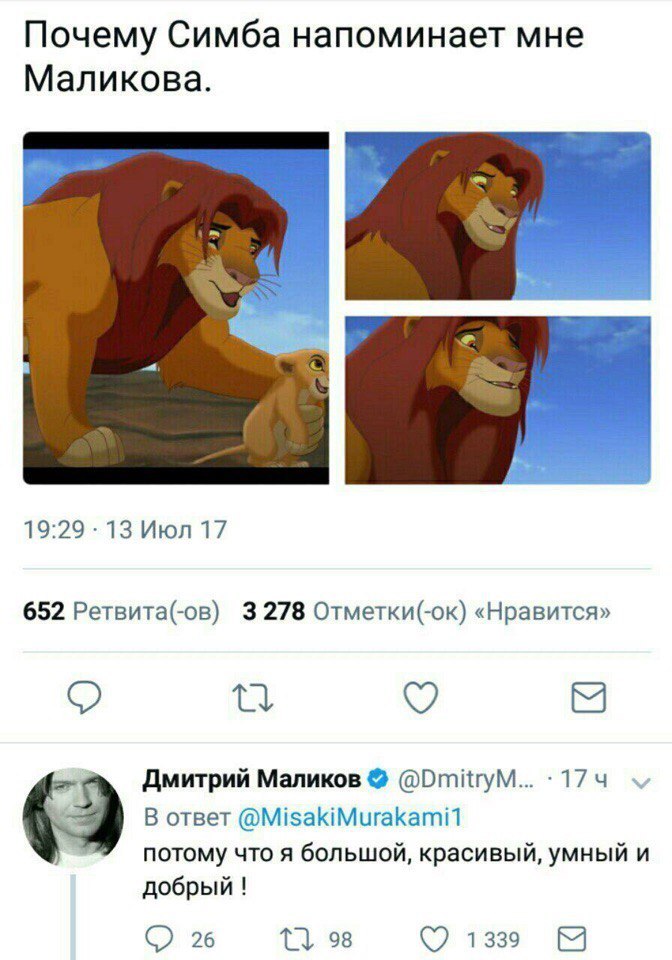 Почему Симба напоминает мне
Маликова.
19:29 · 13 Июл 17
652 Ретвита(-ов) 3 278 Отметки(-ок) «Нравится»
Дмитрий Маликов @DmitryM... · 17 ч
В ответ @MisakiMurakami1
потому что я большой, красивый, умный и
добрый !
26 98 1 339